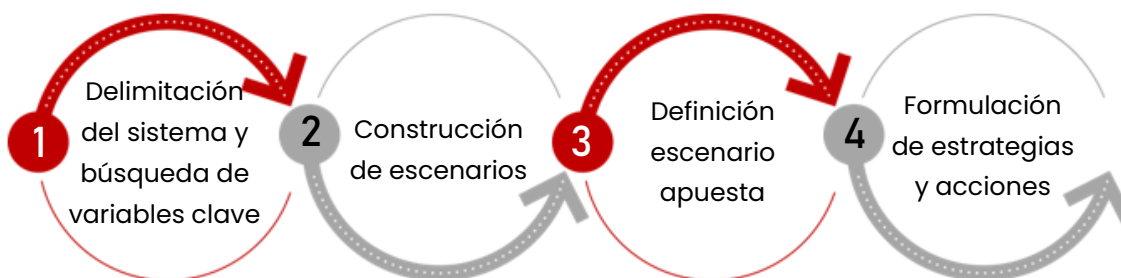 1
Delimitación
del sistema y
búsqueda de
variables clave
2
Construcción
de escenarios
3
Definición
escenario
apuesta
4
Formulación
de estrategias
y acciones